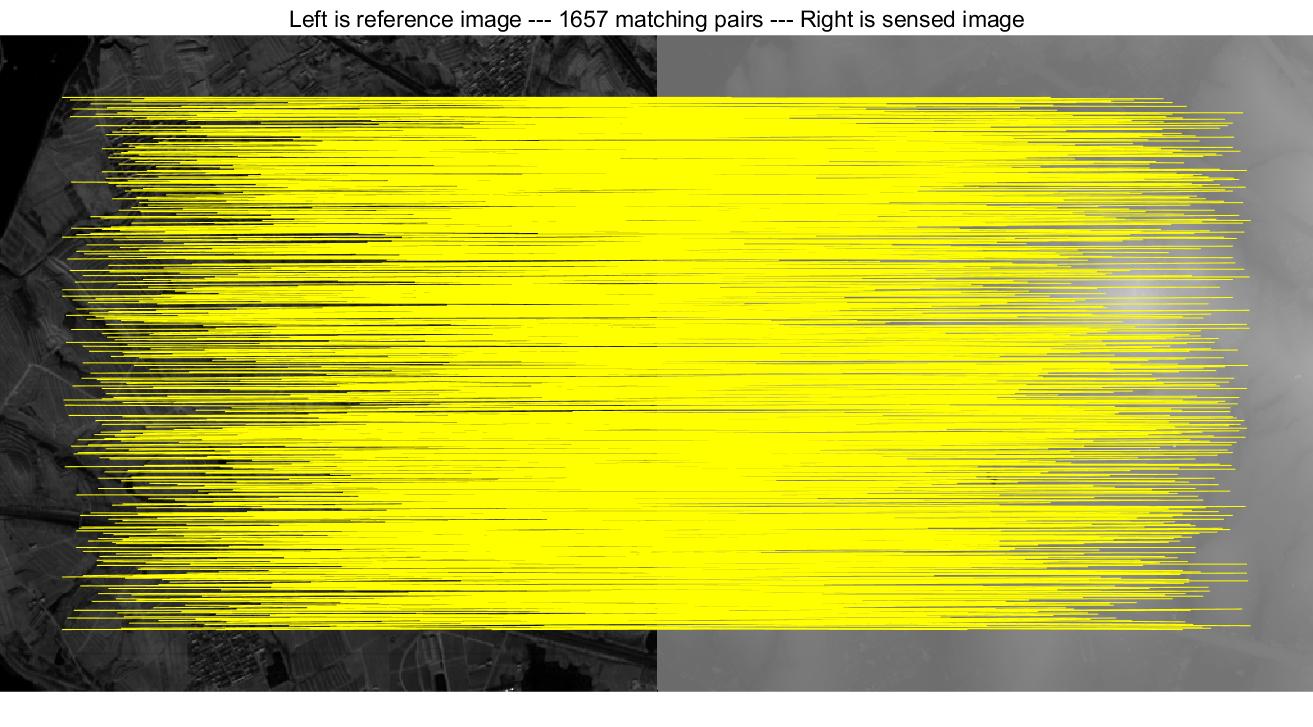 Left is reference image --- 1657 matching pairs --- Right is sensed image